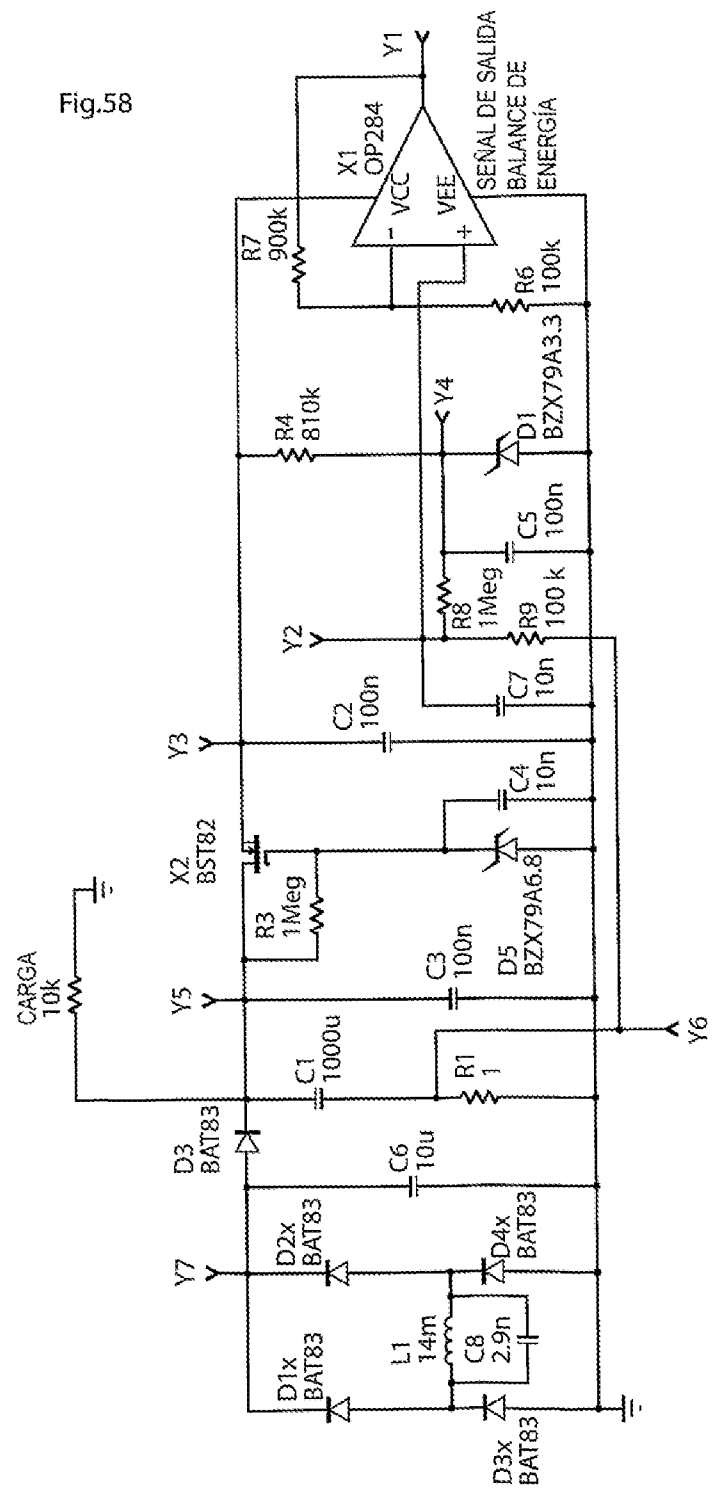 Fig.58
Y1
X1
OP284
VCC
VEE
-
+
SEÑAL DE SALIDA
BALANCE DE
ENERGÍA
R7
900k
R6
100k
R4
810k
Y4
D1
BZX79A3.3
C5
100n
R8
1Meg
R9
100 k
Y2
C7
10n
C2
100n
Y3
C4
10n
X2
BST82
R3
1Meg
D5
BZX79A6.8
CARGA
10k
Y5
C3
100n
Y6
C1
1000u
R1
1
D3
BAT83
C6
10u
Y7
D2x
BAT83
D4x
BAT83
L1
14m
C8
2.9n
D1x
BAT83
D3x
BAT83